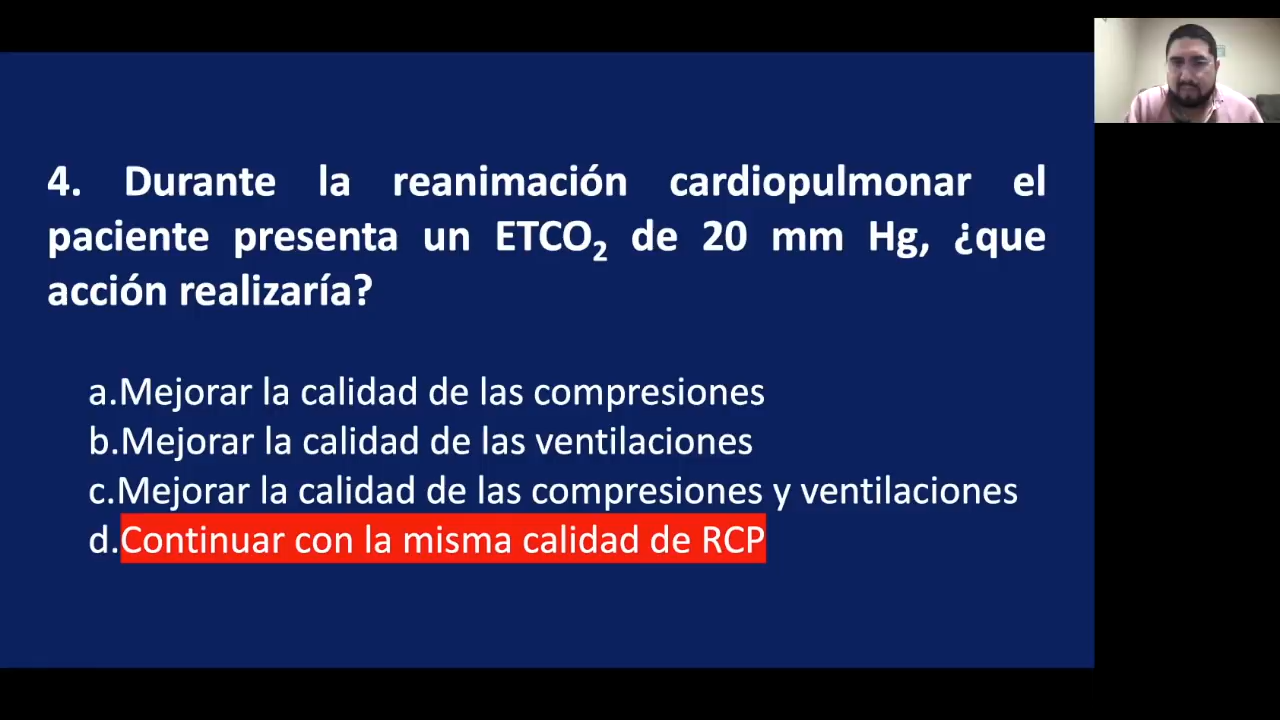 4. Durante la reanimación cardiopulmonar el
paciente presenta un ETCO₂ de 20 mm Hg, ¿que
acción realizaría?
a.Mejorar la calidad de las compresiones
b.Mejorar la calidad de las ventilaciones
c.Mejorar la calidad de las compresiones y ventilaciones
d.Continuar con la misma calidad de RCP